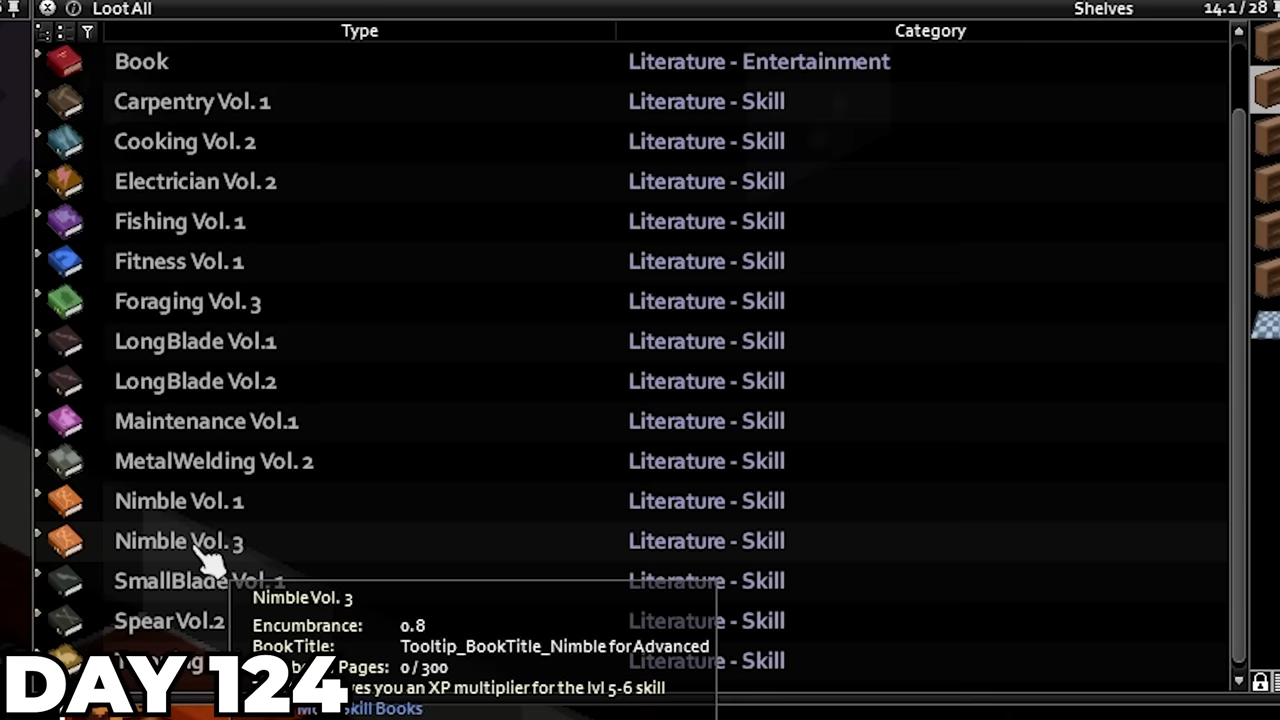 Loot All Shelves 14.1 / 28
Type Category
Book Literature - Entertainment
Carpentry Vol. 1 Literature - Skill
Cooking Vol. 2 Literature - Skill
Electrician Vol. 2 Literature - Skill
Fishing Vol. 1 Literature - Skill
Fitness Vol. 1 Literature - Skill
Foraging Vol. 3 Literature - Skill
LongBlade Vol.1 Literature - Skill
LongBlade Vol.2 Literature - Skill
Maintenance Vol.1 Literature - Skill
MetalWelding Vol. 2 Literature - Skill
Nimble Vol. 1 Literature - Skill
Nimble Vol. 3 Literature - Skill
SmallBlade Vol. 1 Literature - Skill
Nimble Vol. 3
Encumbrance: 0.8
Spear Vol.2 Literature - Skill
BookTitle: Tooltip_BookTitle_Nimble for Advanced
Literature - Skill
Pages: 0 / 300
you an XP multiplier for the lvl 5-6 skill
Skill Books
DAY 124